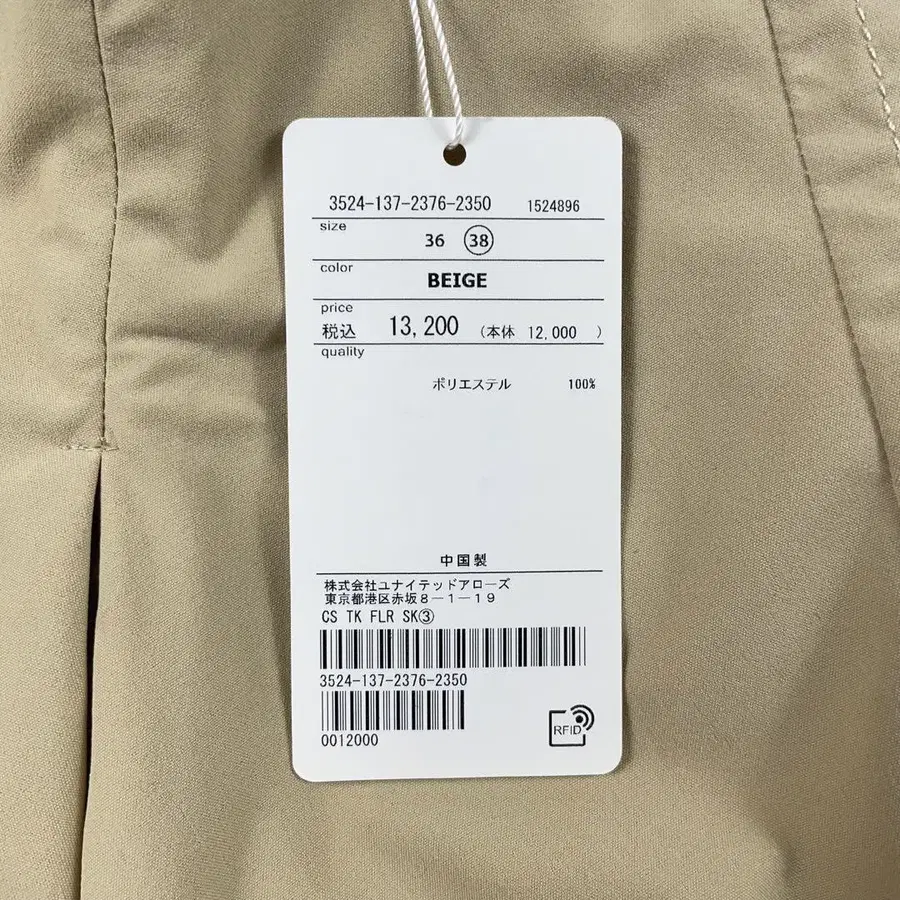 3524-137-2376-2350 1524896
size
36 38
color
BEIGE
price
税込 13,200 (本体 12,000 )
quality
ポリエステル 100%
中国製
株式会社ユナイテッドアローズ
東京都港区赤坂８−１−１９
CS TK FLR SK③
3524-137-2376-2350
0012000
RFID